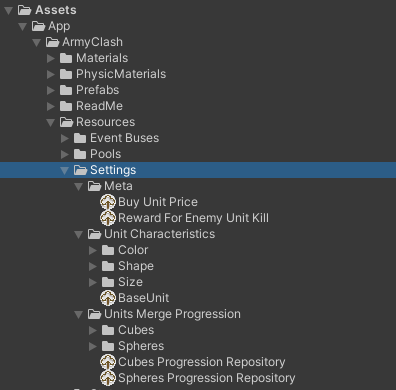 Assets
App
ArmyClash
Materials
PhysicMaterials
Prefabs
ReadMe
Resources
Event Buses
Pools
Settings
Meta
Buy Unit Price
Reward For Enemy Unit Kill
Unit Characteristics
Color
Shape
Size
BaseUnit
Units Merge Progression
Cubes
Spheres
Cubes Progression Repository
Spheres Progression Repository